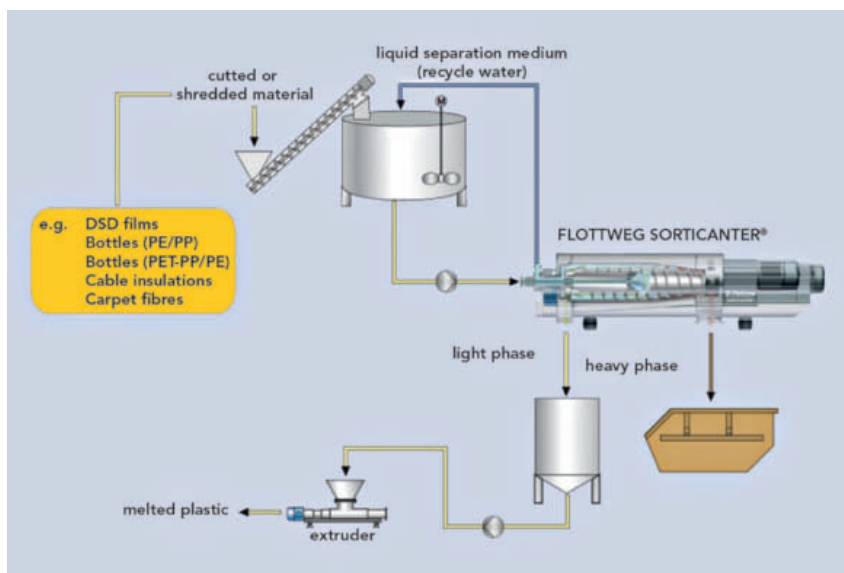 liquid separation medium
(recycle water)
cutted or
shredded material
M
e.g. DSD films
Bottles (PE/PP)
Bottles (PET-PP/PE)
Cable insulations
Carpet fibres
FLOTTWEG SORTICANTER®
light phase
heavy phase
melted plastic
extruder